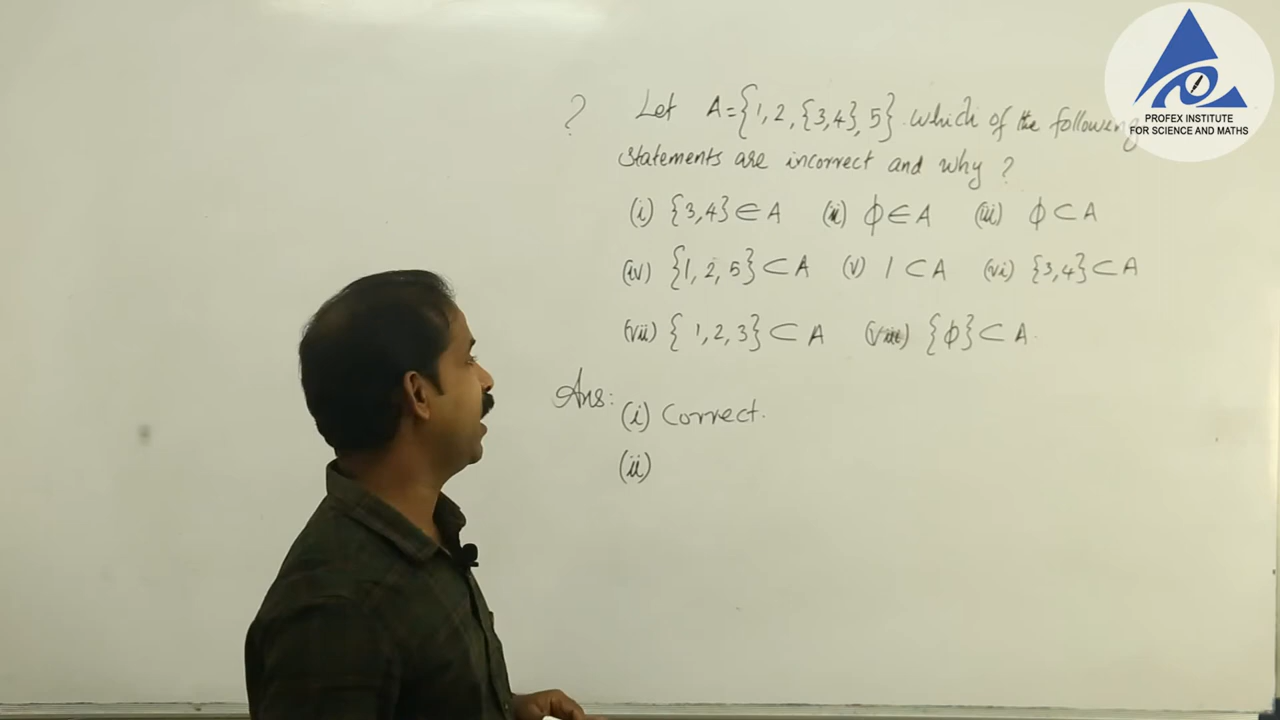 ? Let A={1,2,{3,4},5} which of the following
statements are incorrect and why ?
(i) {3,4}∈A (ii) ϕ∈A (iii) ϕ⊂A
(iv) {1,2,5}⊂A (v) 1⊂A (vi) {3,4}⊂A
(vii) {1,2,3}⊂A (viii) {ϕ}⊂A.
Ans: (i) Correct.
(ii)
PROFEX INSTITUTE
FOR SCIENCE AND MATHS